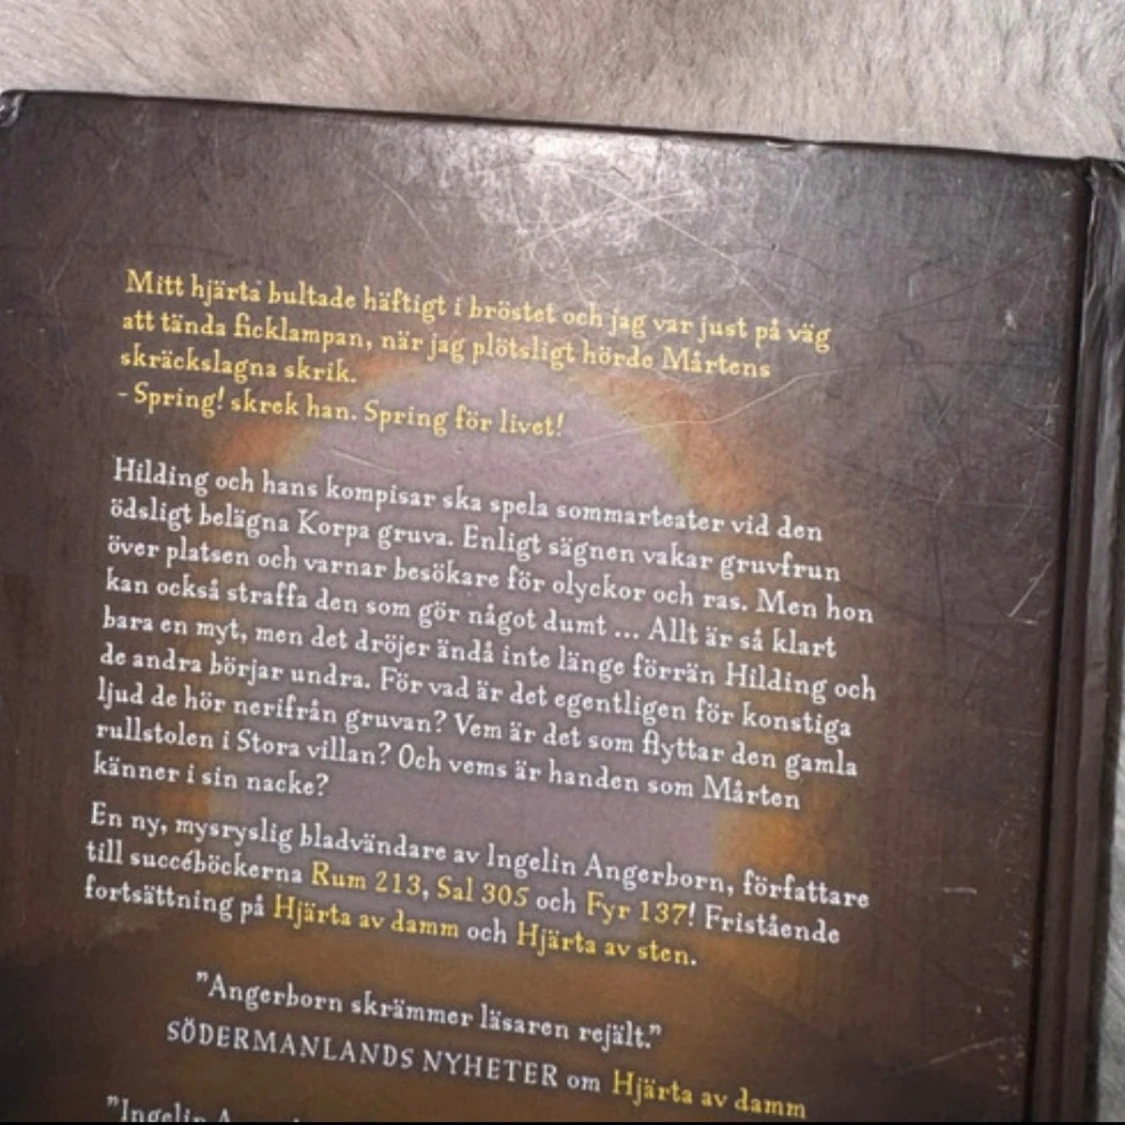 Mitt hjärta bultade häftigt i bröstet och jag var just på väg
att tända ficklampan, när jag plötsligt hörde Mårtens
skräckslagna skrik.
- Spring! skrek han. Spring för livet!
Hilding och hans kompisar ska spela sommarteater vid den
ödsligt belägna Korpa gruva. Enligt sägnen vakar gruvfrun
över platsen och varnar besökare för olyckor och ras. Men hon
kan också straffa den som gör något dumt ... Allt är så klart
bara en myt, men det dröjer ändå inte länge förrän Hilding och
de andra börjar undra. För vad är det egentligen för konstiga
ljud de hör nerifrån gruvan? Vem är det som flyttar den gamla
rullstolen i Stora villan? Och vems är handen som Mårten
känner i sin nacke?
En ny, mysryslig bladvändare av Ingelin Angerborn, författare
till succéböckerna Rum 213, Sal 305 och Fyr 137! Fristående
fortsättning på Hjärta av damm och Hjärta av sten.
"Angerborn skrämmer läsaren rejält."
SÖDERMANLANDS NYHETER om Hjärta av damm
"Ingelin